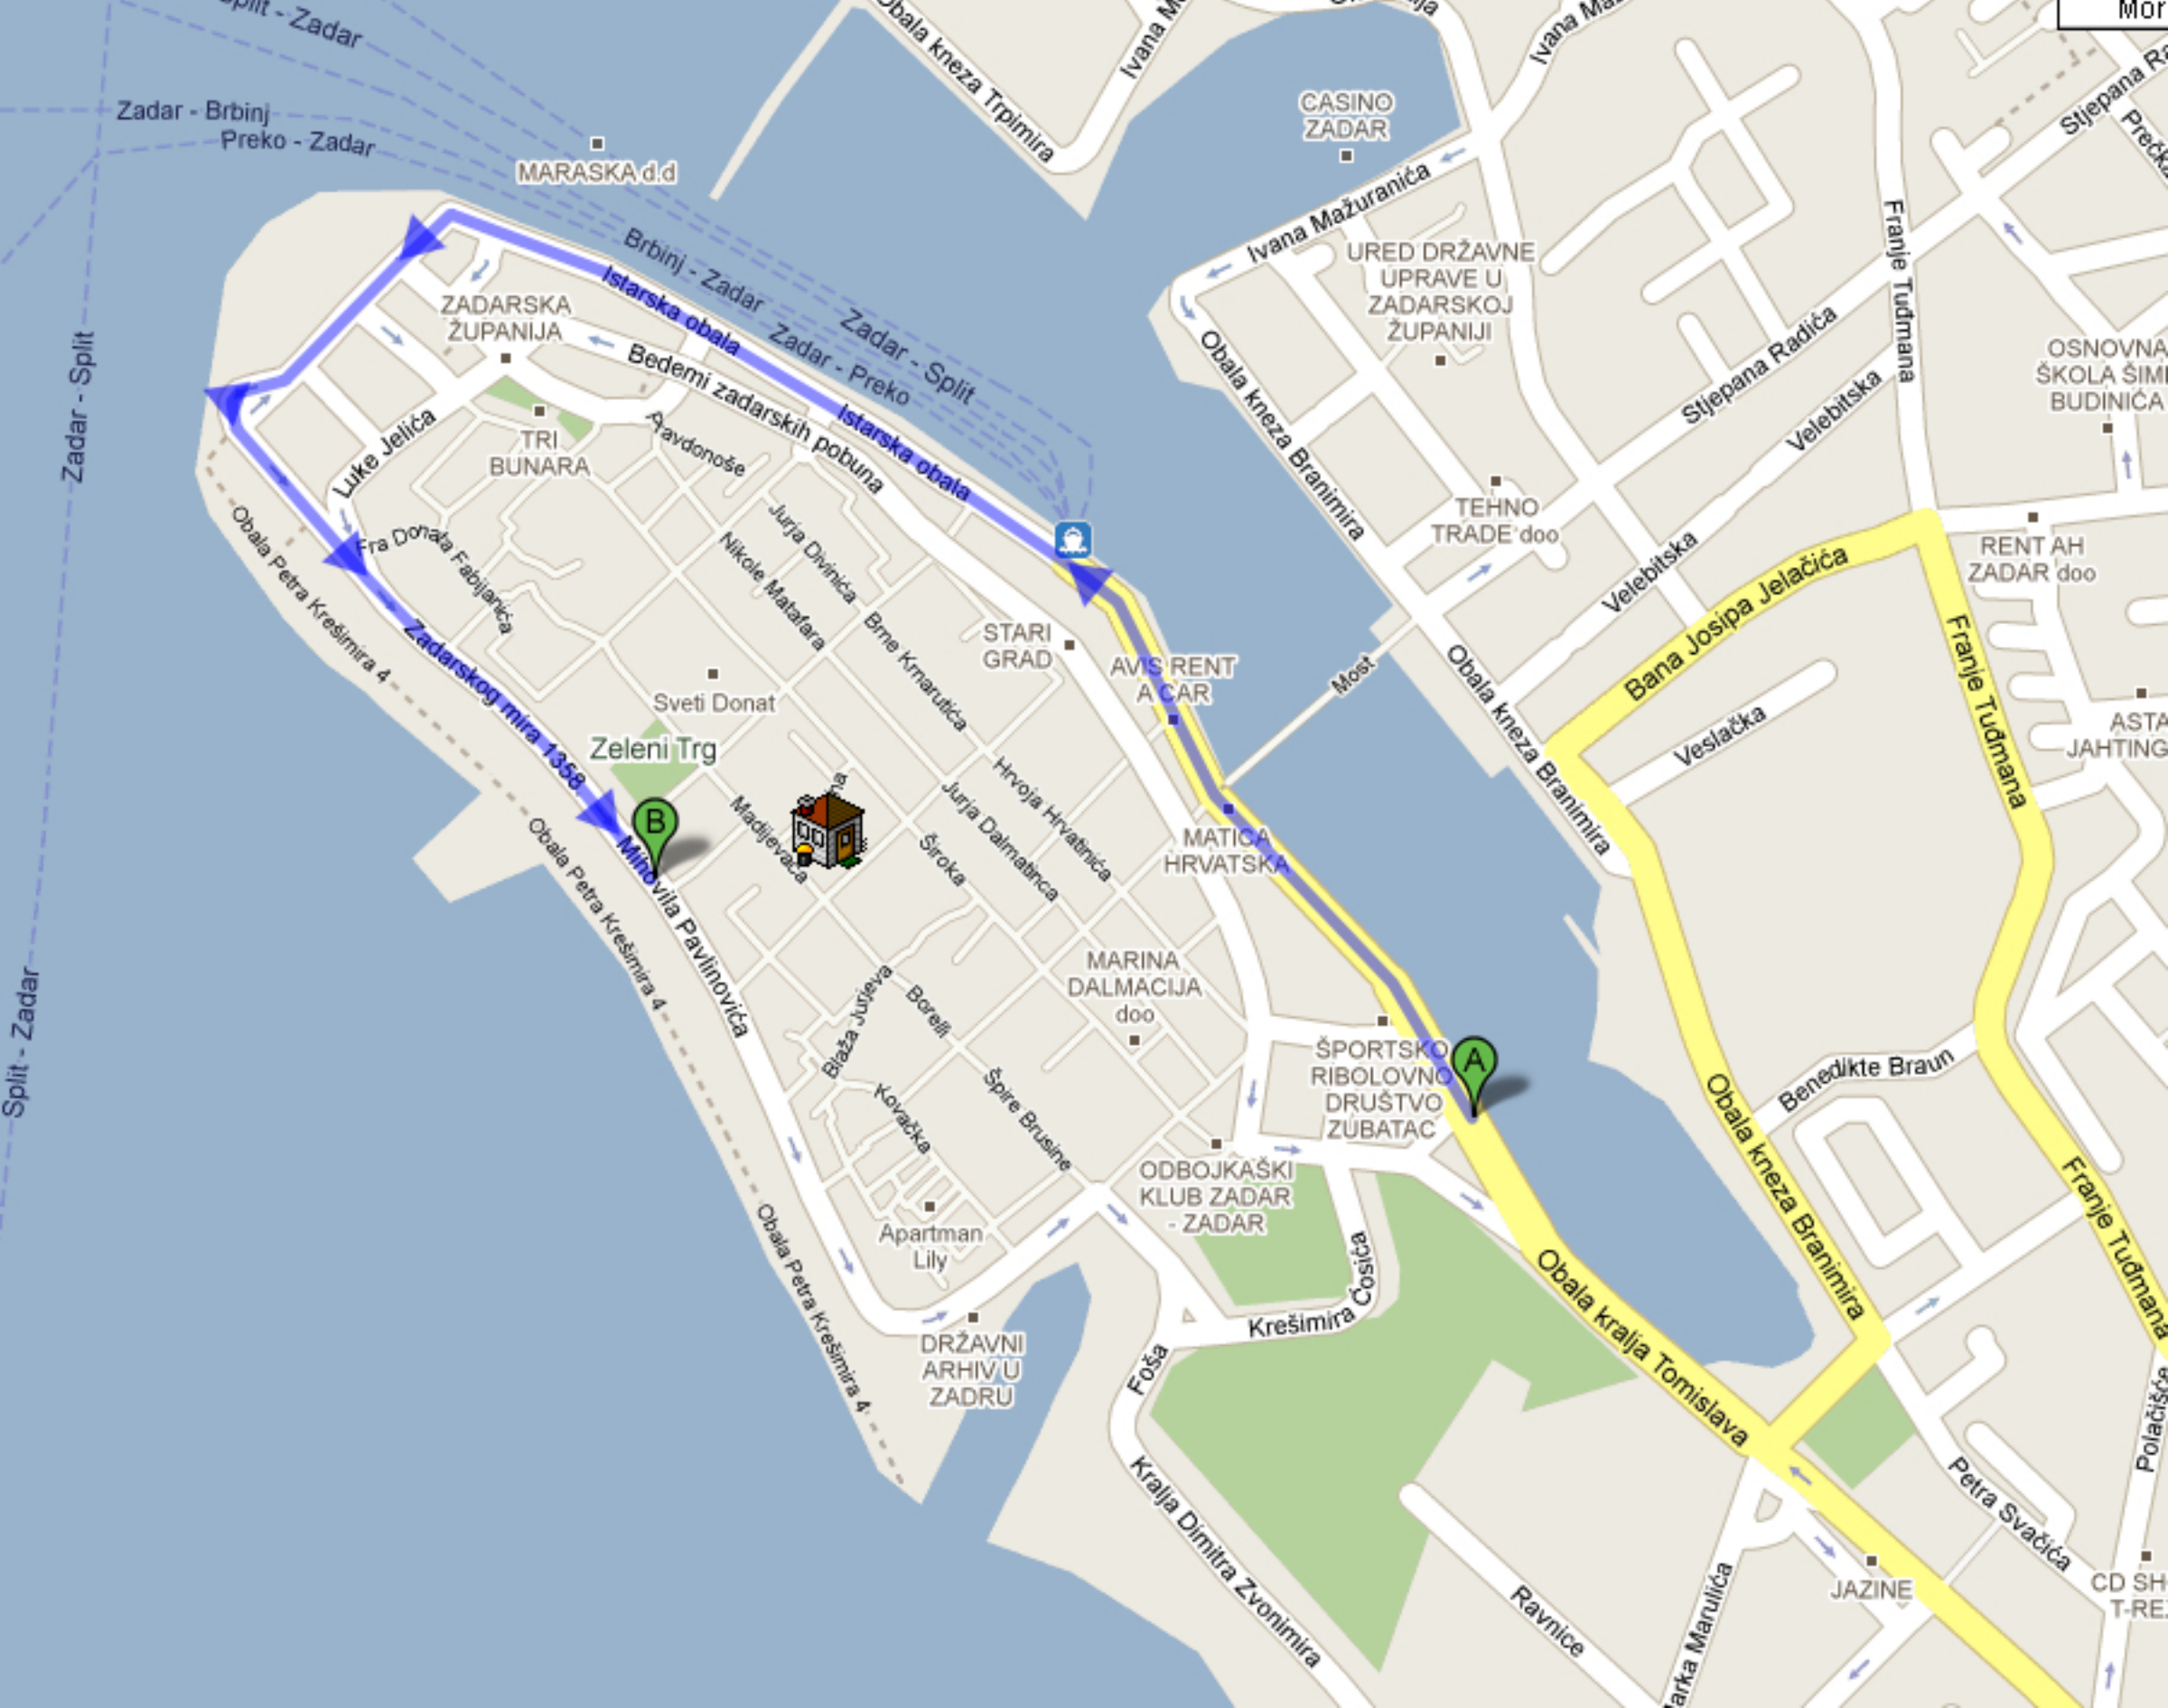 Split - Zadar
Obala kneza Trpimira
Mor
CASINO
ZADAR
Zadar - Brbinj
Preko - Zadar
MARASKA d.d
Stjepana
Ivana Mažuranića
URED DRŽAVNE
UPRAVE U
ZADARSKOJ
ŽUPANIJI
Franje Tuđmana
Brbinj - Zadar
Zadar - Split
Zadar - Preko
Istarska obala
Istarska obala
ZADARSKA
ŽUPANIJA
Bedemi zadarskih pobuna
Zadar - Split
Obala kneza Branimira
Stjepana Radića
Velebitska
OSNOVNA
ŠKOLA ŠIM
BUDINIĆA
TRI
BUNARA
Pavdonoše
Luke Jelića
Fra Donata Fabijanića
Obala Petra Krešimira 4
Jurja Divinića
Nikole Matafara
Brne Krnarutića
TEHNO
TRADE doo
Velebitska
Bana Josipa Jelačića
RENT AH
ZADAR doo
STARI
GRAD
AVIS RENT
A CAR
Most
Obala kneza Branimira
Franje Tuđmana
Veslačka
ASTA
JAHTING
Zadarskog mira 1358
Sveti Donat
Zeleni Trg
Hrvoja Hrvatinića
Jurja Dalmatinca
Široka
Madijevaca
B
MATICA
HRVATSKA
Mihovila Pavlinovića
Obala Petra Krešimira 4
Blaža Jurjeva
Borelli
MARINA
DALMACIJA
doo
Split - Zadar
ŠPORTSKO
RIBOLOVNO
DRUŠTVO
ZUBATAC
A
Benedikte Braun
Obala kneza Branimira
Franje Tuđmana
Špire Brusine
Kovačka
ODBOJKAŠKI
KLUB ZADAR
- ZADAR
Apartman
Lily
Obala Petra Krešimira 4
DRŽAVNI
ARHIV U
ZADRU
Krešimira Ćosića
Foša
Obala kralja Tomislava
Kralja Dimitra Zvonimira
Ravnice
Petra Svačića
Polačišće
JAZINE
CD SH
T-RE